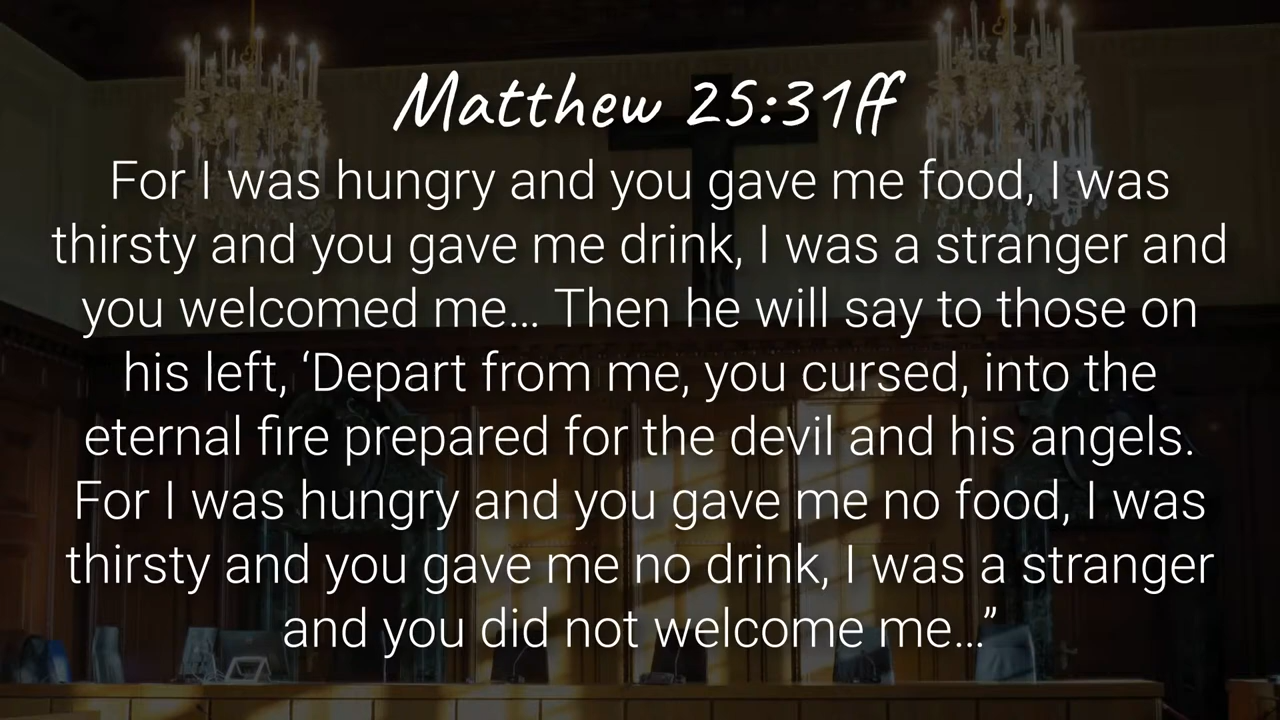 Matthew 25:31ff
For I was hungry and you gave me food, I was
thirsty and you gave me drink, I was a stranger and
you welcomed me... Then he will say to those on
his left, ‘Depart from me, you cursed, into the
eternal fire prepared for the devil and his angels.
For I was hungry and you gave me no food, I was
thirsty and you gave me no drink, I was a stranger
and you did not welcome me...”